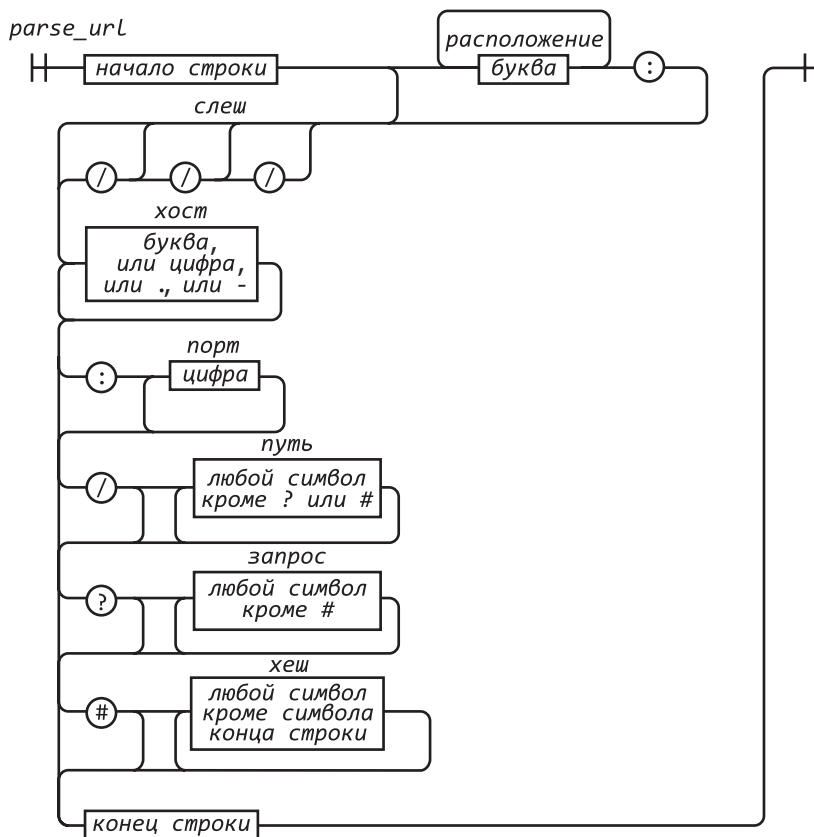 parse_url
расположение
начало строки
буква
:
слеш
/ / /
хост
буква,
или цифра,
или ., или -
порт
:
цифра
путь
/
любой символ
кроме ? или #
запрос
?
любой символ
кроме #
хеш
#
любой символ
кроме символа
конца строки
конец строки